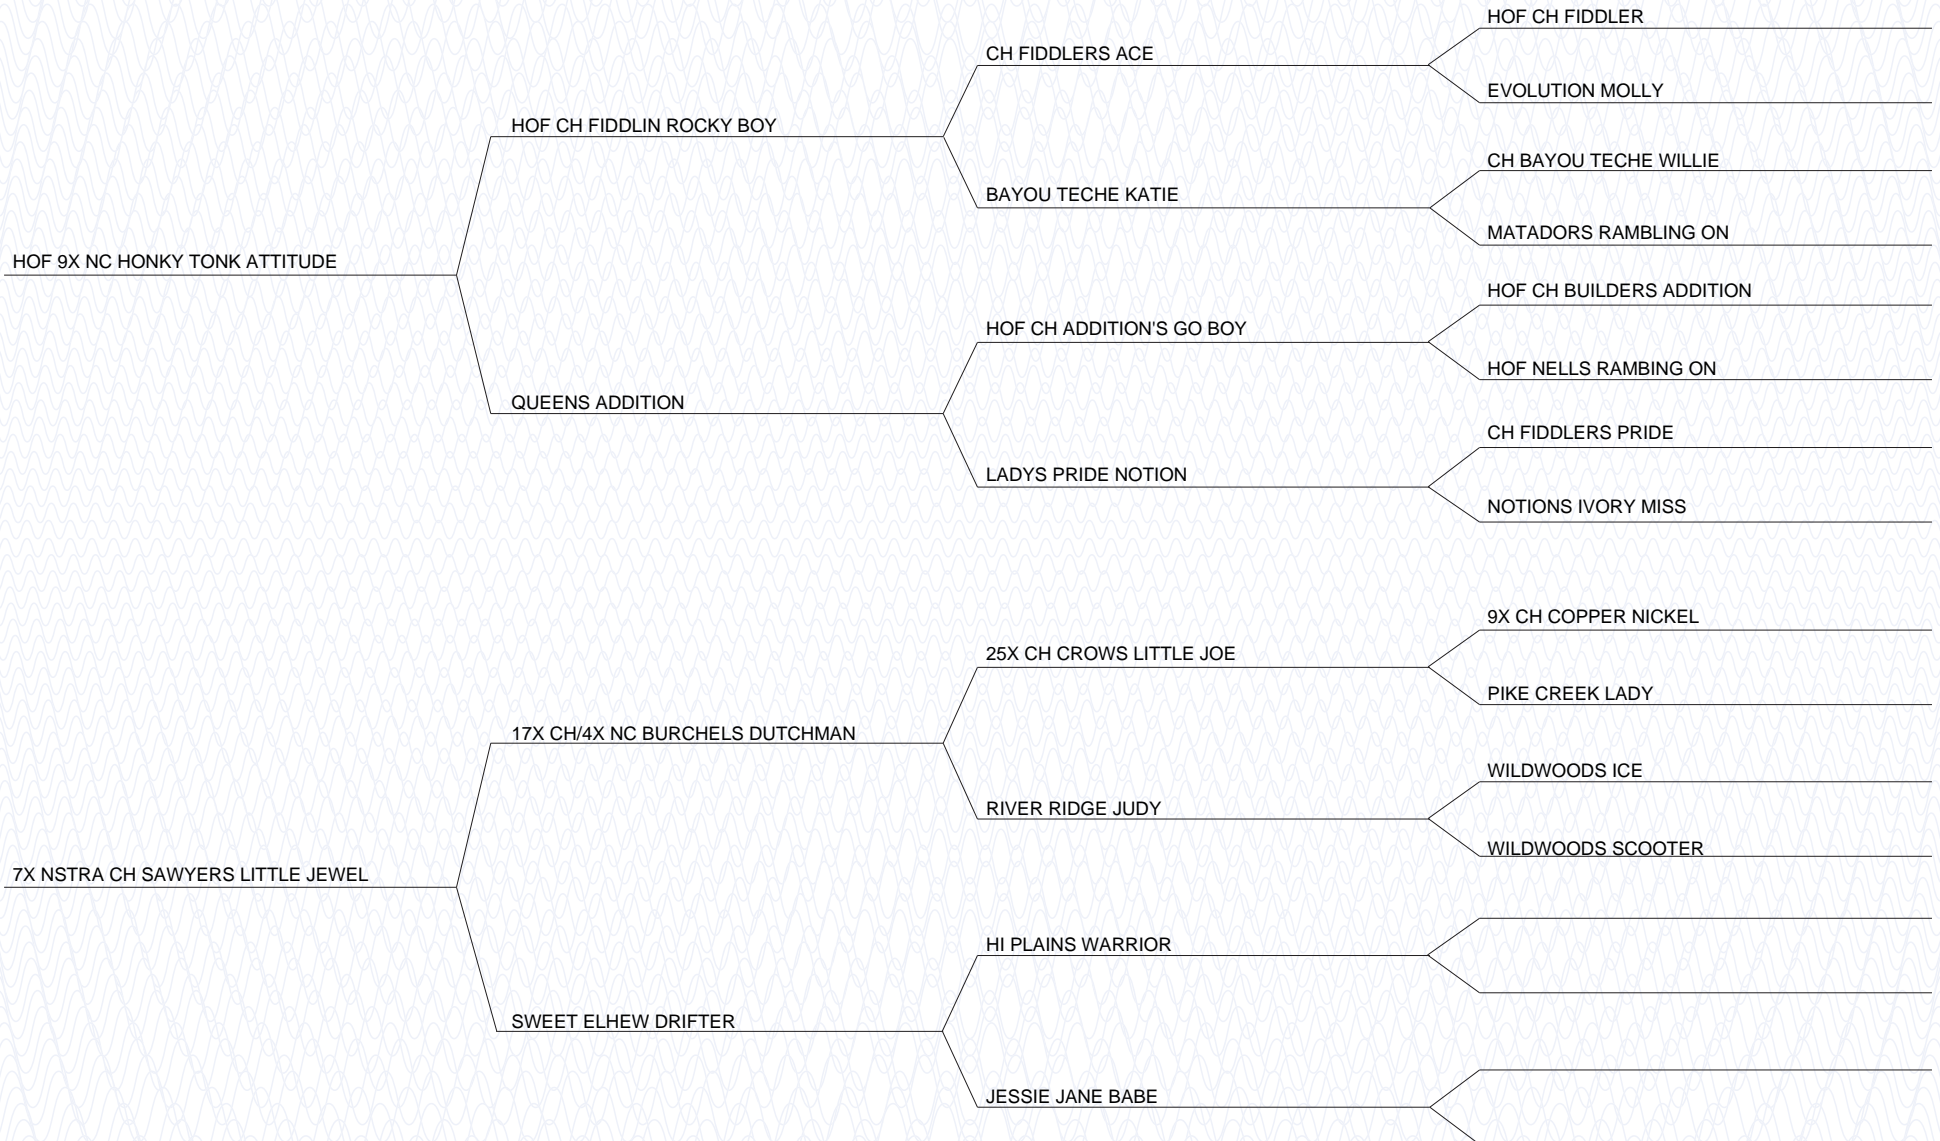 HOF CH FIDDLER
CH FIDDLERS ACE
EVOLUTION MOLLY
HOF CH FIDDLIN ROCKY BOY
CH BAYOU TECHE WILLIE
BAYOU TECHE KATIE
MATADORS RAMBLING ON
HOF 9X NC HONKY TONK ATTITUDE
HOF CH BUILDERS ADDITION
HOF CH ADDITION'S GO BOY
HOF NELLS RAMBING ON
QUEENS ADDITION
CH FIDDLERS PRIDE
LADYS PRIDE NOTION
NOTIONS IVORY MISS
9X CH COPPER NICKEL
25X CH CROWS LITTLE JOE
PIKE CREEK LADY
17X CH/4X NC BURCHELS DUTCHMAN
WILDWOODS ICE
RIVER RIDGE JUDY
WILDWOODS SCOOTER
7X NSTRA CH SAWYERS LITTLE JEWEL
HI PLAINS WARRIOR
SWEET ELHEW DRIFTER
JESSIE JANE BABE